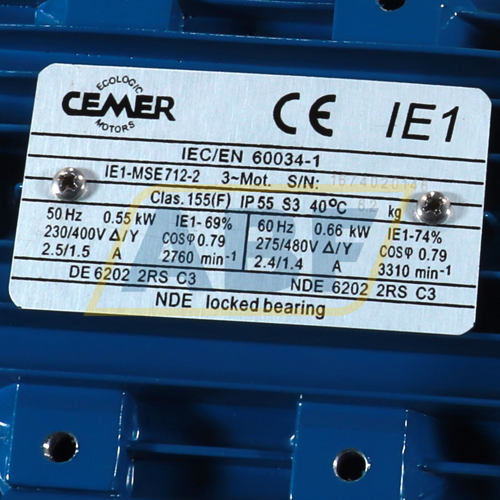 ECOLOGIC
CEMER
MOTORS
CE IE1
IEC/EN 60034-1
IE1-MSE712-2 3~Mot. S/N:
Clas. 155(F) IP 55 S3 40°C 6.2 kg
50 Hz 0.55 kW IE1- 69% 60 Hz 0.66 kW IE1-74%
230/400V Δ/Y COSφ 0.79 275/480V Δ/Y COSφ 0.79
2.5/1.5 A 2760 min⁻¹ 2.4/1.4 A 3310 min⁻¹
DE 6202 2RS C3 NDE 6202 2RS C3
NDE locked bearing